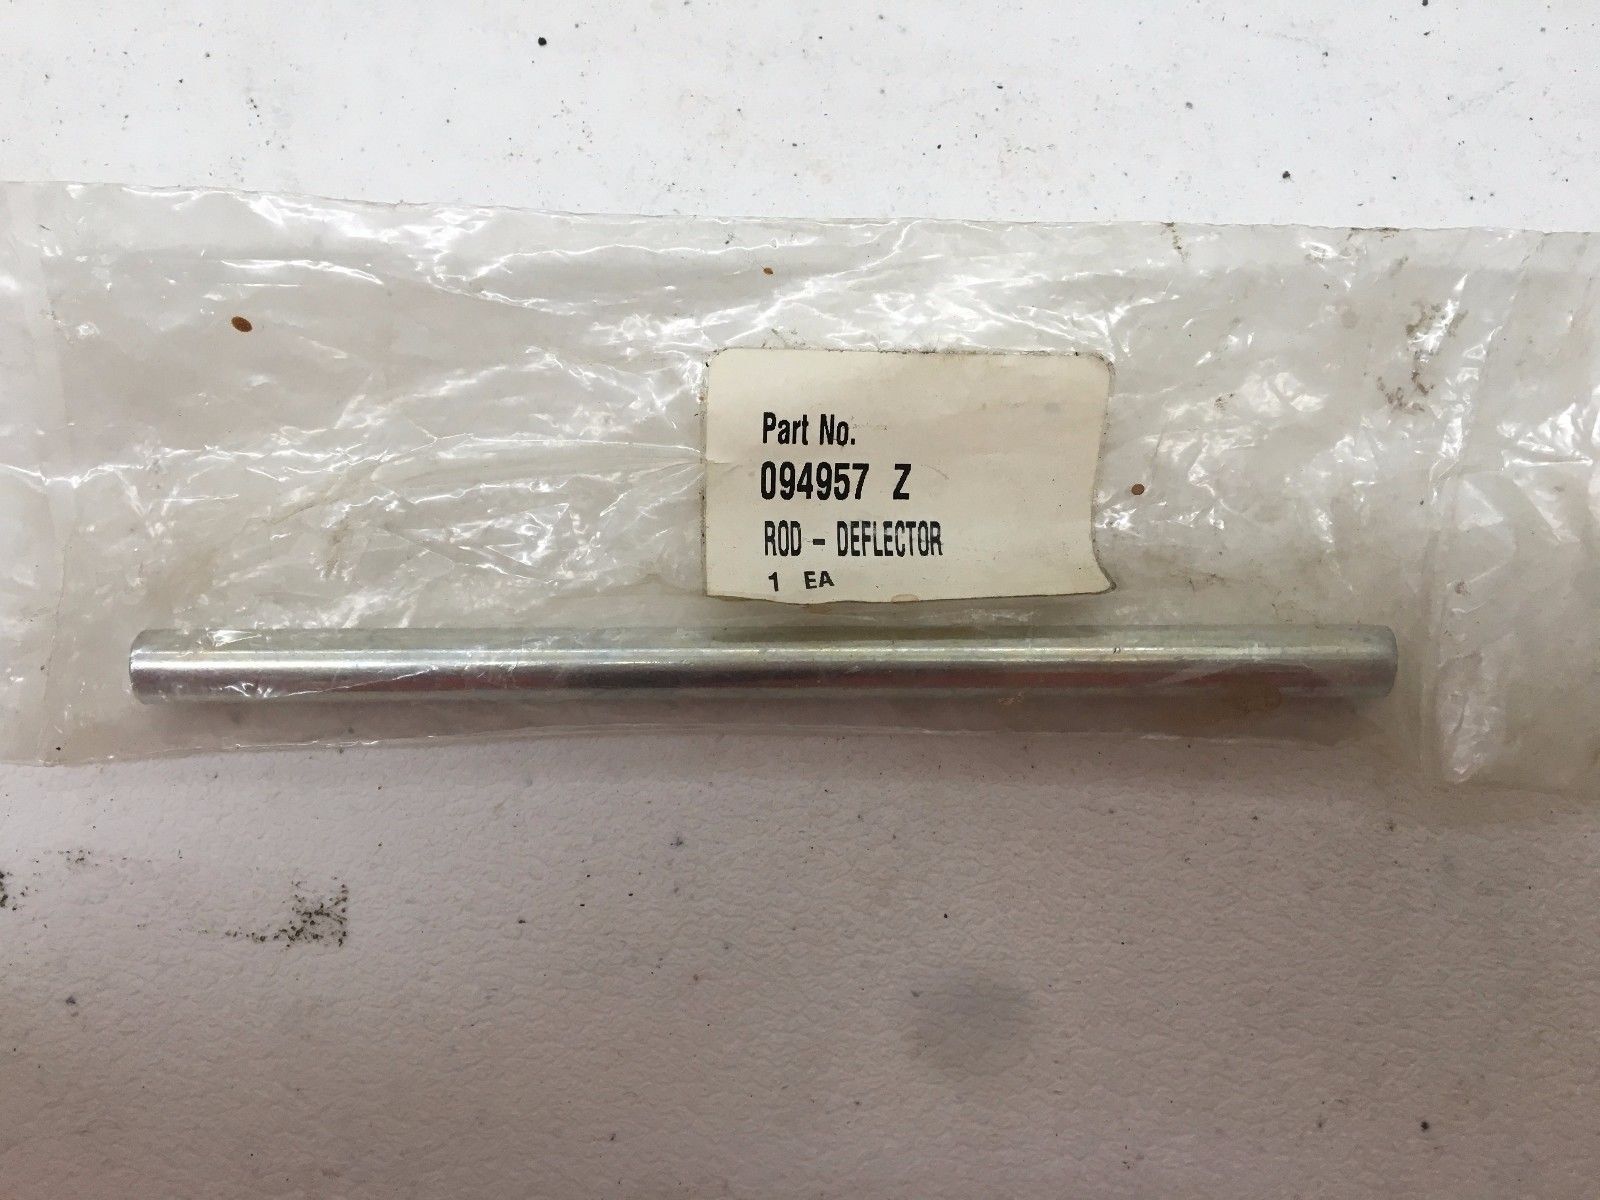 Part No.
094957 Z
ROD - DEFLECTOR
1 EA